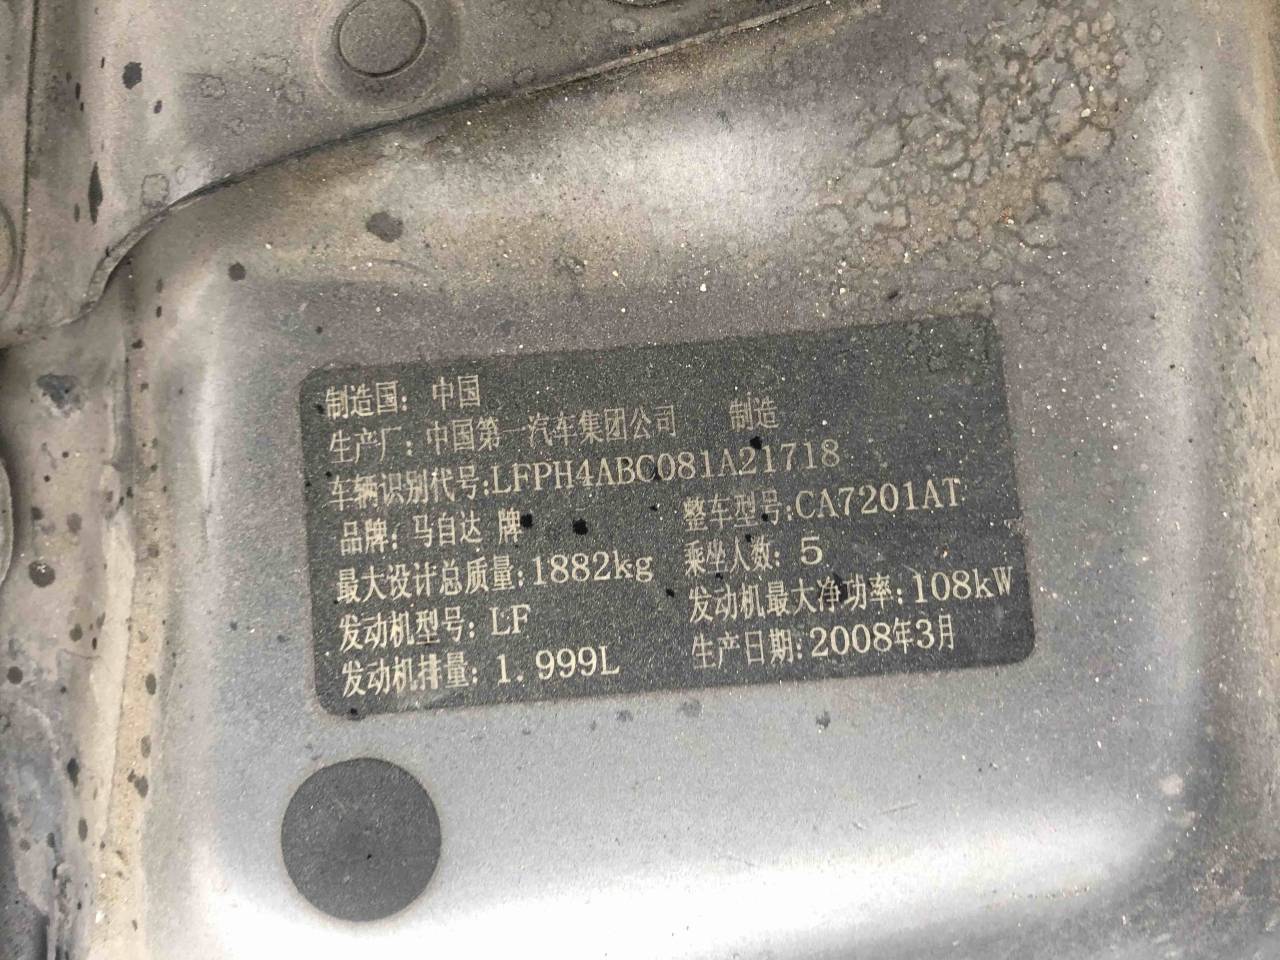 制造国: 中国
生产厂: 中国第一汽车集团公司 制造
车辆识别代号:LFPH4ABC081A21718
品牌: 马自达 牌 整车型号:CA7201AT
最大设计总质量:1882kg 乘坐人数: 5
发动机型号: LF 发动机最大净功率:108kW
发动机排量: 1. 999L 生产日期:2008年3月